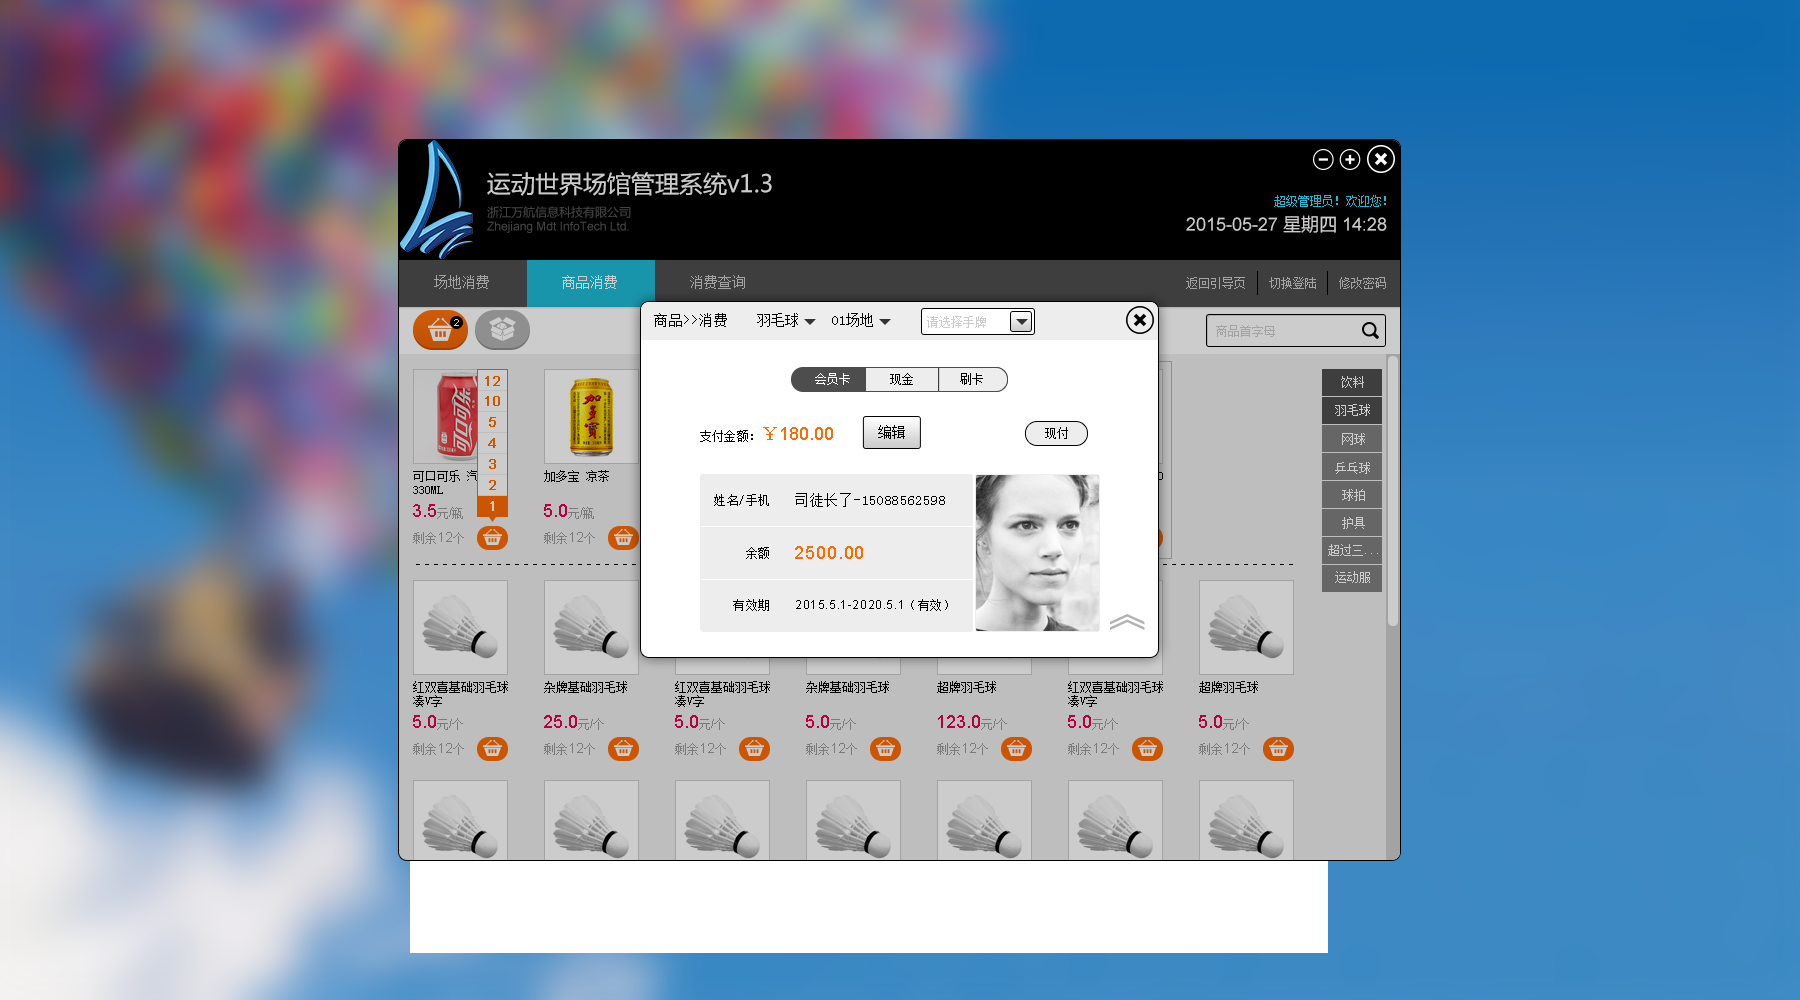 运动世界场馆管理系统v1.3
浙江万航信息科技有限公司
Zhejiang Mdt InfoTech Ltd.
超级管理员！欢迎您！
2015-05-27 星期四 14:28
场地消费
商品消费
消费查询
返回引导页
切换登陆
修改密码
2
商品首字母
商品>>消费
羽毛球
01场地
请选择手牌
会员卡
现金
刷卡
支付金额：￥180.00
编辑
现付
姓名/手机
司徒长了-15088562598
余额
2500.00
有效期
2015.5.1-2020.5.1（有效）
饮料
羽毛球
网球
乒乓球
球拍
护具
超过三...
运动服
12
10
5
4
3
2
1
可口可乐 汽
330ML
3.5元/瓶
剩余12个
加多宝 凉茶
5.0元/瓶
剩余12个
红双喜基础羽毛球
凑V字
5.0元/个
剩余12个
杂牌基础羽毛球
25.0元/个
剩余12个
红双喜基础羽毛球
凑V字
5.0元/个
剩余12个
杂牌基础羽毛球
5.0元/个
剩余12个
超牌羽毛球
123.0元/个
剩余12个
红双喜基础羽毛球
凑V字
5.0元/个
剩余12个
超牌羽毛球
5.0元/个
剩余12个